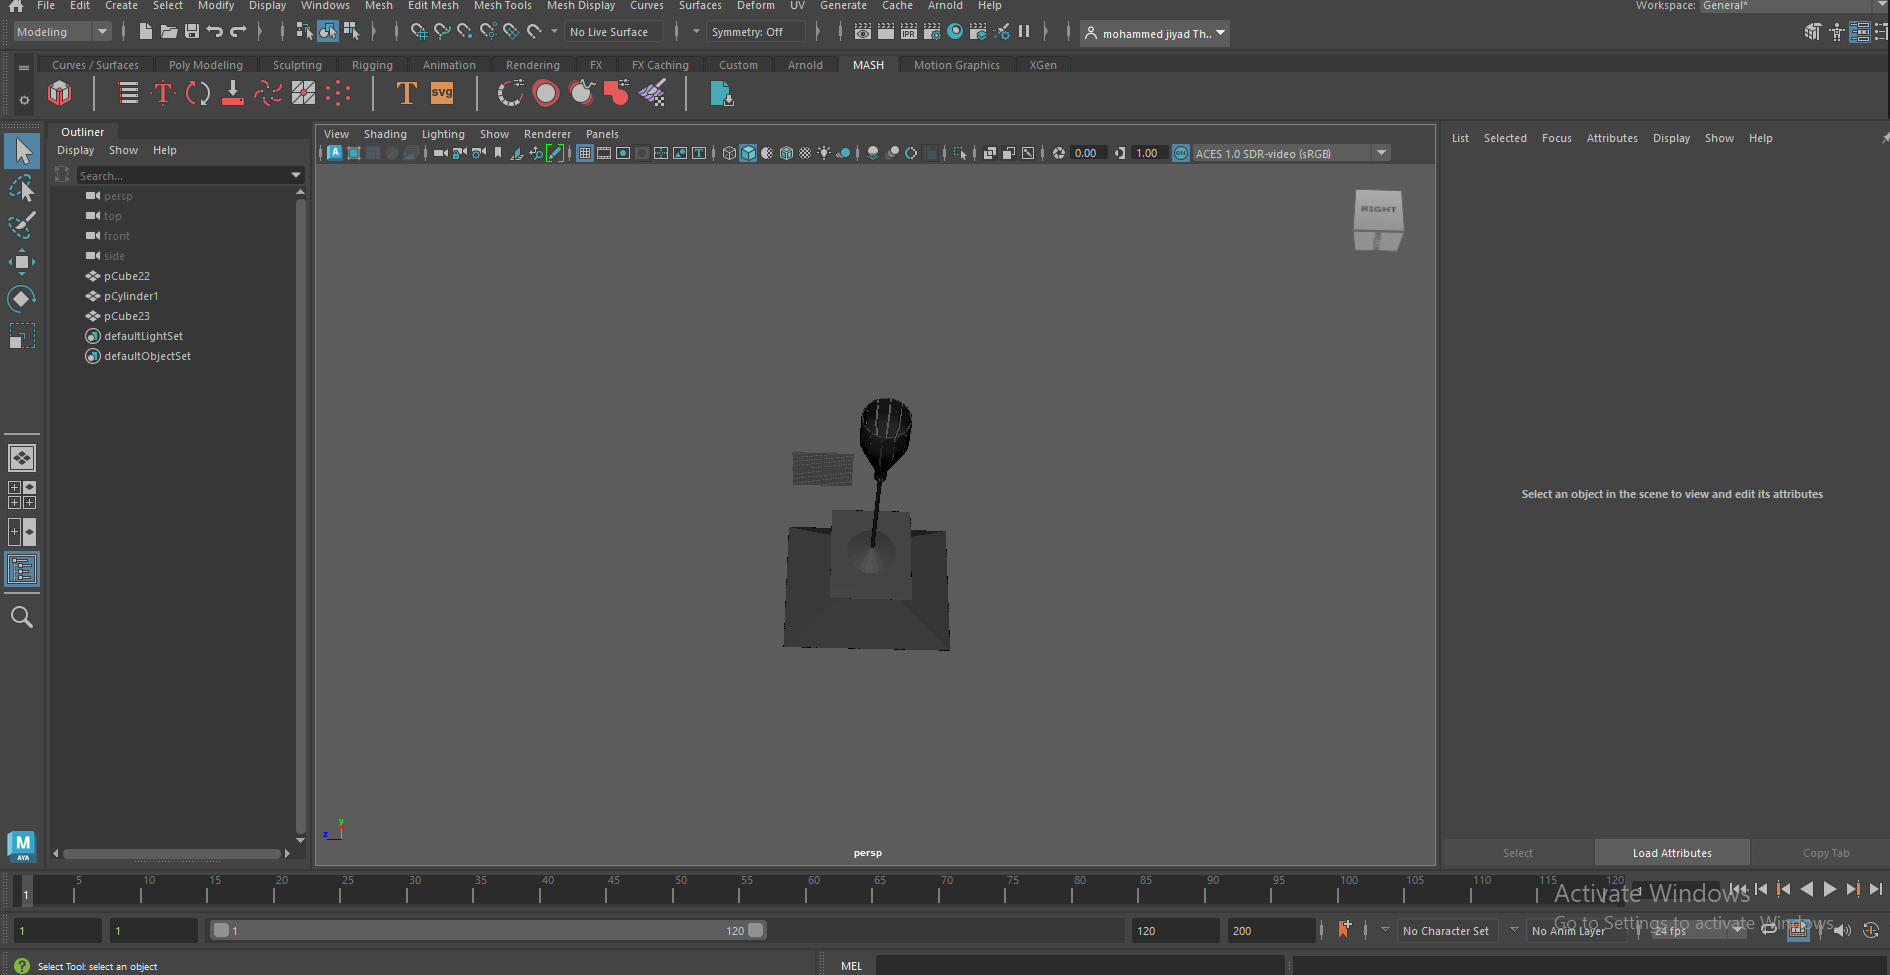 File Edit Create Select Modify Display Windows Mesh Edit Mesh Mesh Tools Mesh Display Curves Surfaces Deform UV Generate Cache Arnold Help Workspace: General*
Modeling No Live Surface Symmetry: Off IPR mohammed jiyad Th..
Curves / Surfaces Poly Modeling Sculpting Rigging Animation Rendering FX FX Caching Custom Arnold MASH Motion Graphics XGen
T T SVG
Outliner
Display Show Help
Search...
persp
top
front
side
pCube22
pCylinder1
pCube23
defaultLightSet
defaultObjectSet
View Shading Lighting Show Renderer Panels
0.00 1.00 ON ACES 1.0 SDR-video (sRGB)
RIGHT
y
z
persp
List Selected Focus Attributes Display Show Help
Select an object in the scene to view and edit its attributes
Select Load Attributes Copy Tab
M
AYA
1 5 10 15 20 25 30 35 40 45 50 55 60 65 70 75 80 85 90 95 100 105 110 115 120
1 1 1 120 120 200 No Character Set No Anim Layer 24 fps
Activate Windows
Go to Settings to activate Windows.
Select Tool: select an object MEL